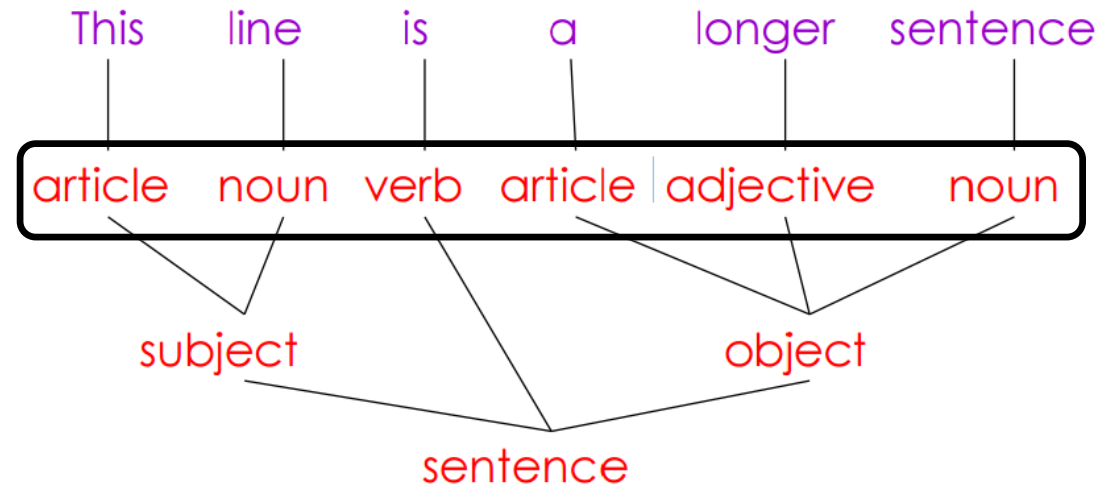 This line is a longer sentence
article noun verb article adjective noun
subject object
sentence